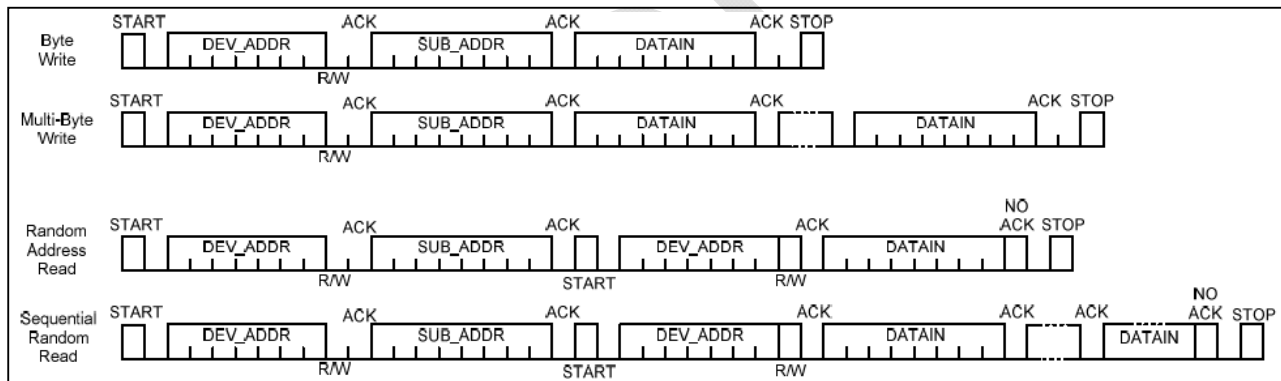 START ACK ACK ACK STOP
Byte
Write
DEV_ADDR SUB_ADDR DATAIN
R/W
START ACK ACK ACK ACK STOP
Multi-Byte
Write
DEV_ADDR SUB_ADDR DATAIN DATAIN
R/W
NO
START ACK ACK ACK ACK STOP
Random
Address
Read
DEV_ADDR SUB_ADDR DEV_ADDR DATAIN
R/W START R/W
NO
START ACK ACK ACK ACK ACK ACK STOP
Sequential
Random
Read
DEV_ADDR SUB_ADDR DEV_ADDR DATAIN DATAIN
R/W START R/W